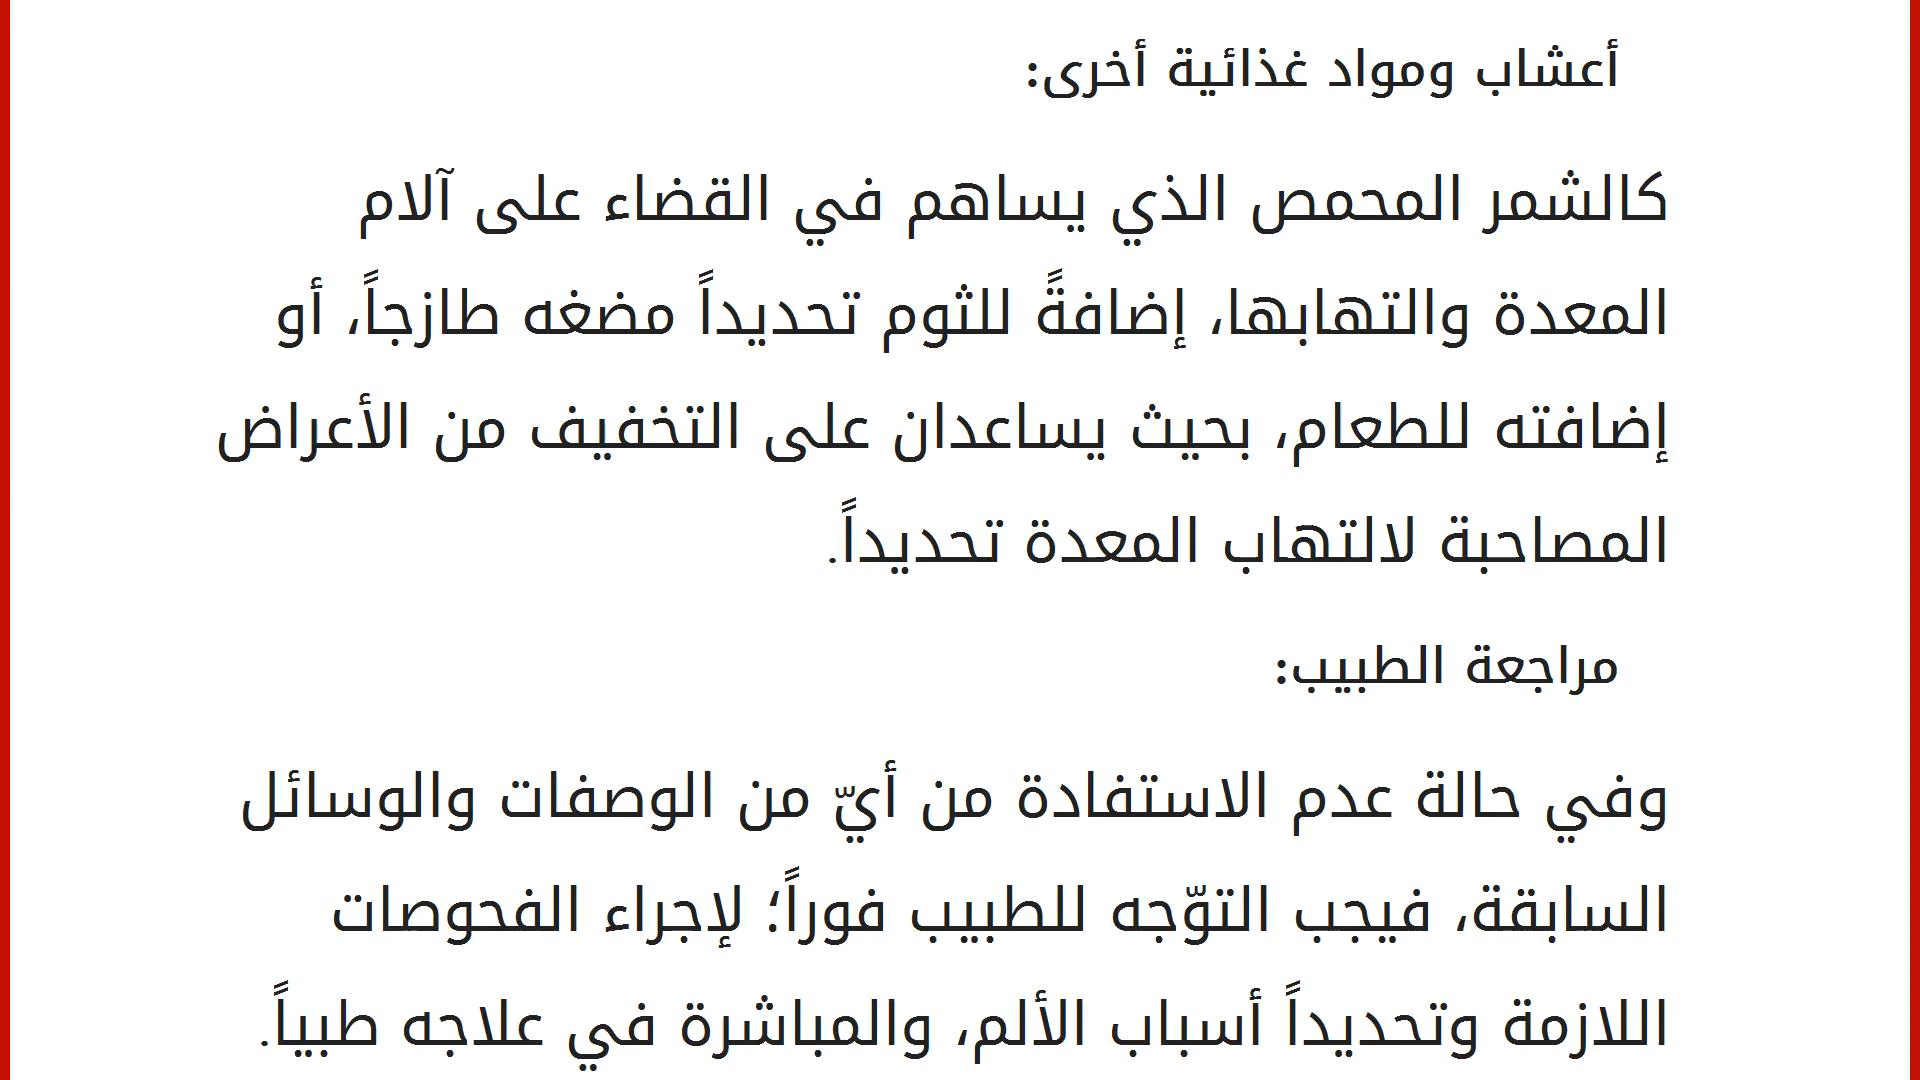 أعشاب ومواد غذائية أخرى:
كالشمر المحمص الذي يساهم في القضاء على آلام
المعدة والتهابها، إضافةً للثوم تحديداً مضغه طازجاً، أو
إضافته للطعام، بحيث يساعدان على التخفيف من الأعراض
المصاحبة لالتهاب المعدة تحديداً.
مراجعة الطبيب:
وفي حالة عدم الاستفادة من أيّ من الوصفات والوسائل
السابقة، فيجب التوّجه للطبيب فوراً؛ لإجراء الفحوصات
اللازمة وتحديداً أسباب الألم، والمباشرة في علاجه طبياً.